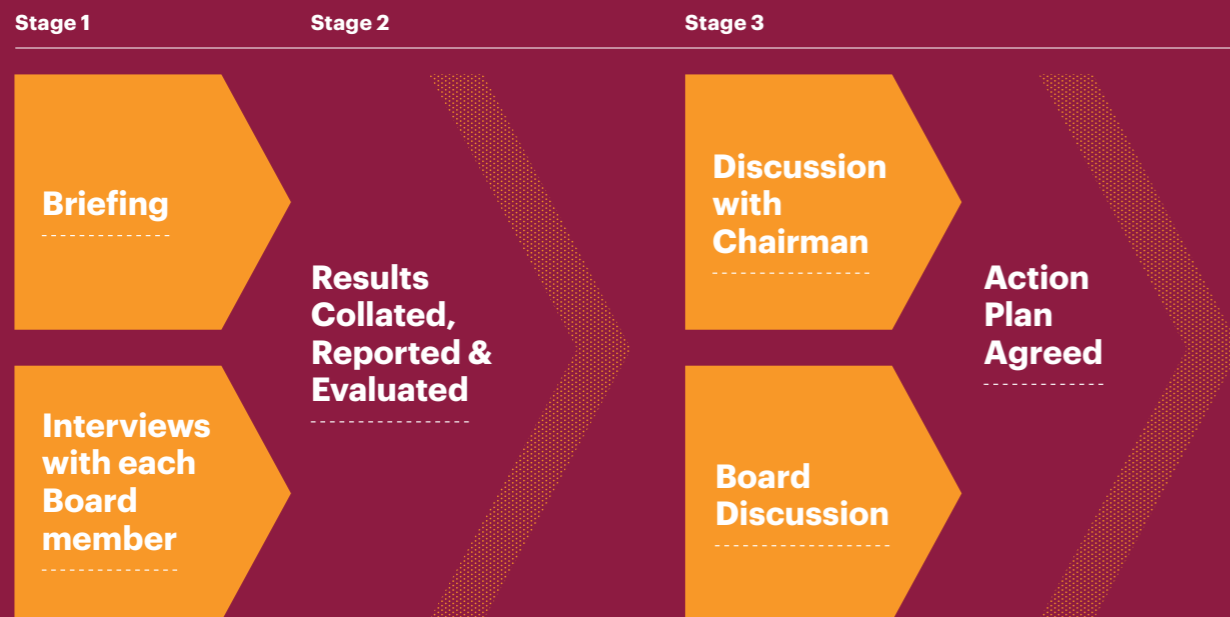 Stage 1
Stage 2
Stage 3
Briefing
Interviews
with each
Board
member
Results
Collated,
Reported &
Evaluated
Discussion
with
Chairman
Board
Discussion
Action
Plan
Agreed